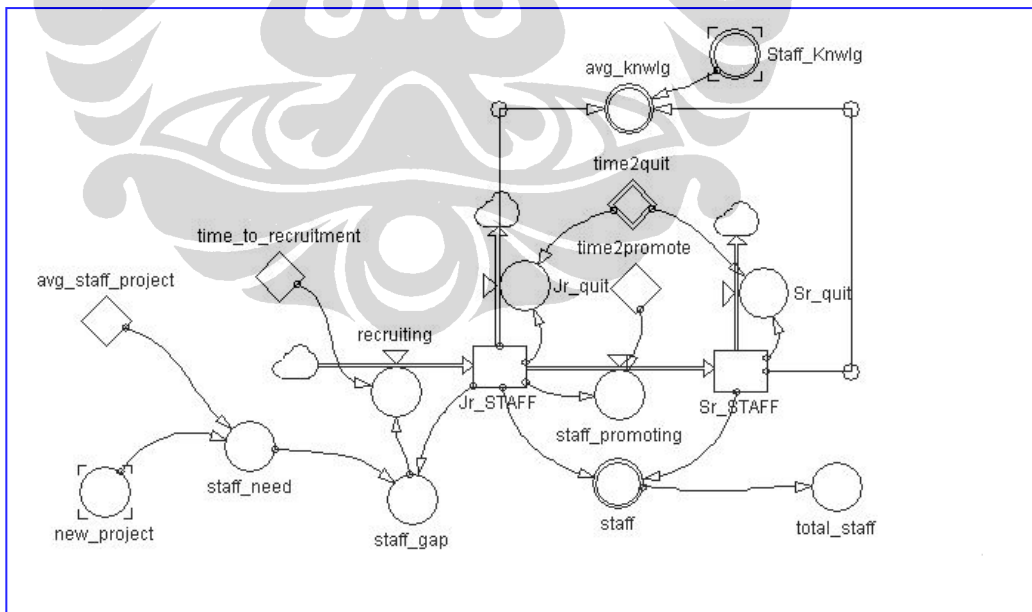 Staff_Knwlg
avg_knwlg
time2quit
time_to_recruitment
time2promote
avg_staff_project
Jr_quit
Sr_quit
recruiting
Jr_STAFF
Sr_STAFF
staff_promoting
staff_need
new_project
staff_gap
staff
total_staff